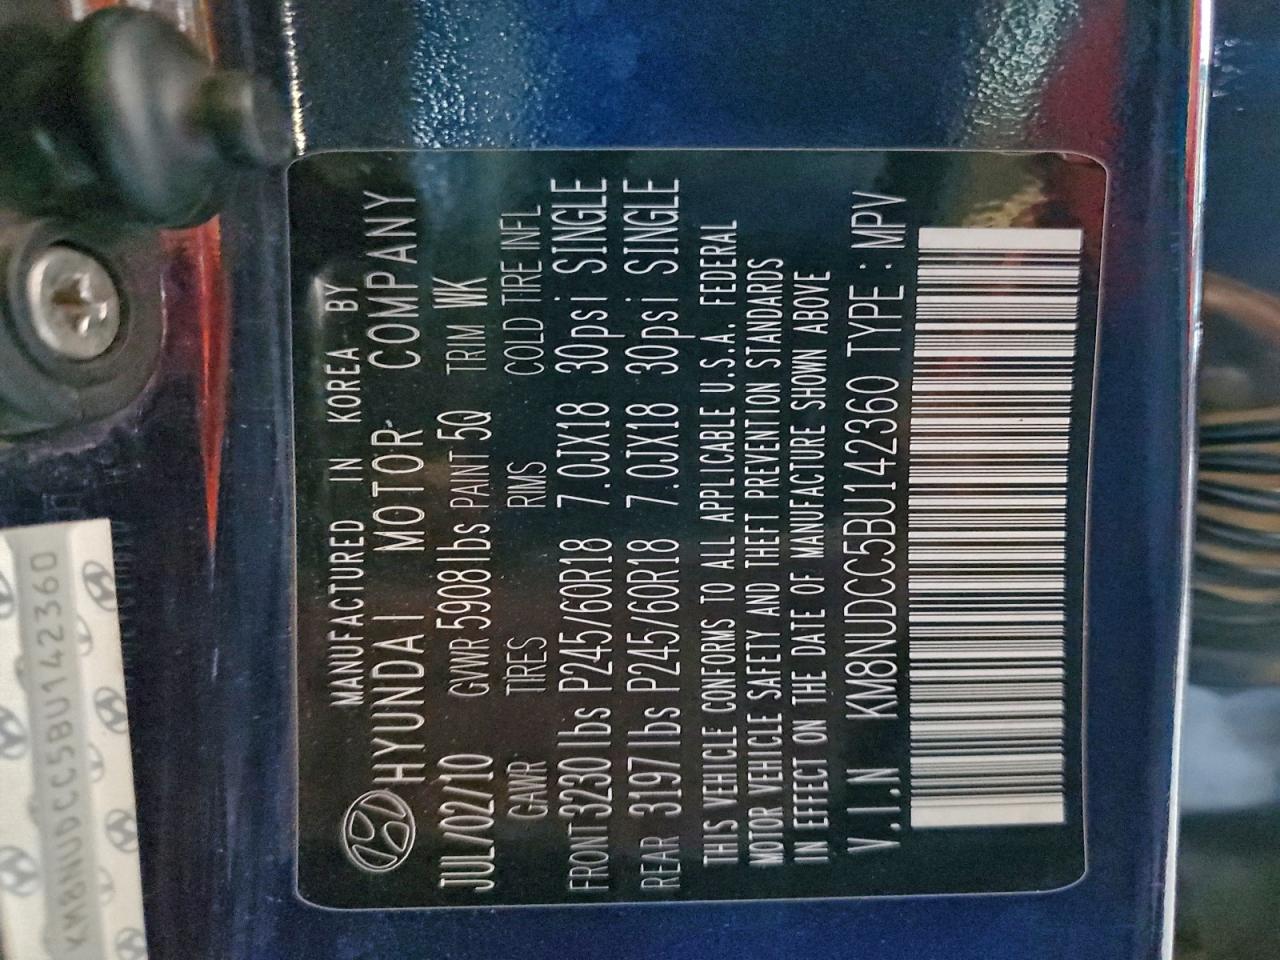 MANUFACTURED IN KOREA BY
HYUNDAI MOTOR COMPANY
JUL/02/10 GVWR 5908lbs PAINT 5Q TRIM WK
GAWR TIRES RIMS COLD TIRE INFL
FRONT 3230lbs P245/60R18 7.0JX18 30psi SINGLE
REAR 3197lbs P245/60R18 7.0JX18 30psi SINGLE
THIS VEHICLE CONFORMS TO ALL APPLICABLE U.S.A. FEDERAL
MOTOR VEHICLE SAFETY AND THEFT PREVENTION STANDARDS
IN EFFECT ON THE DATE OF MANUFACTURE SHOWN ABOVE
V.I.N KM8NUDCC5BU142360 TYPE : MPV
KM8NUDCC5BU142360